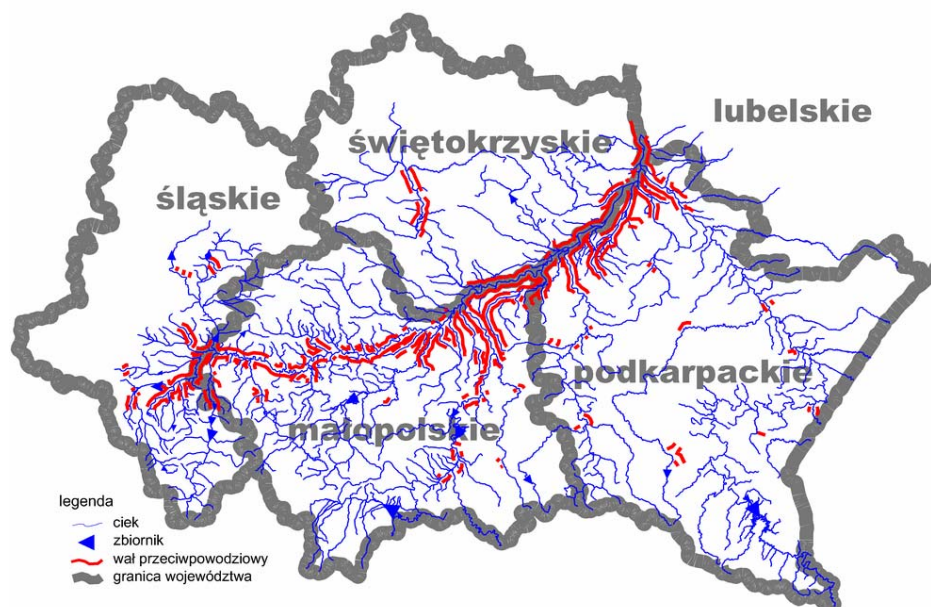 lubelskie
świętokrzyskie
śląskie
podkarpackie
małopolskie
legenda
ciek
zbiornik
wał przeciwpowodziowy
granica województwa